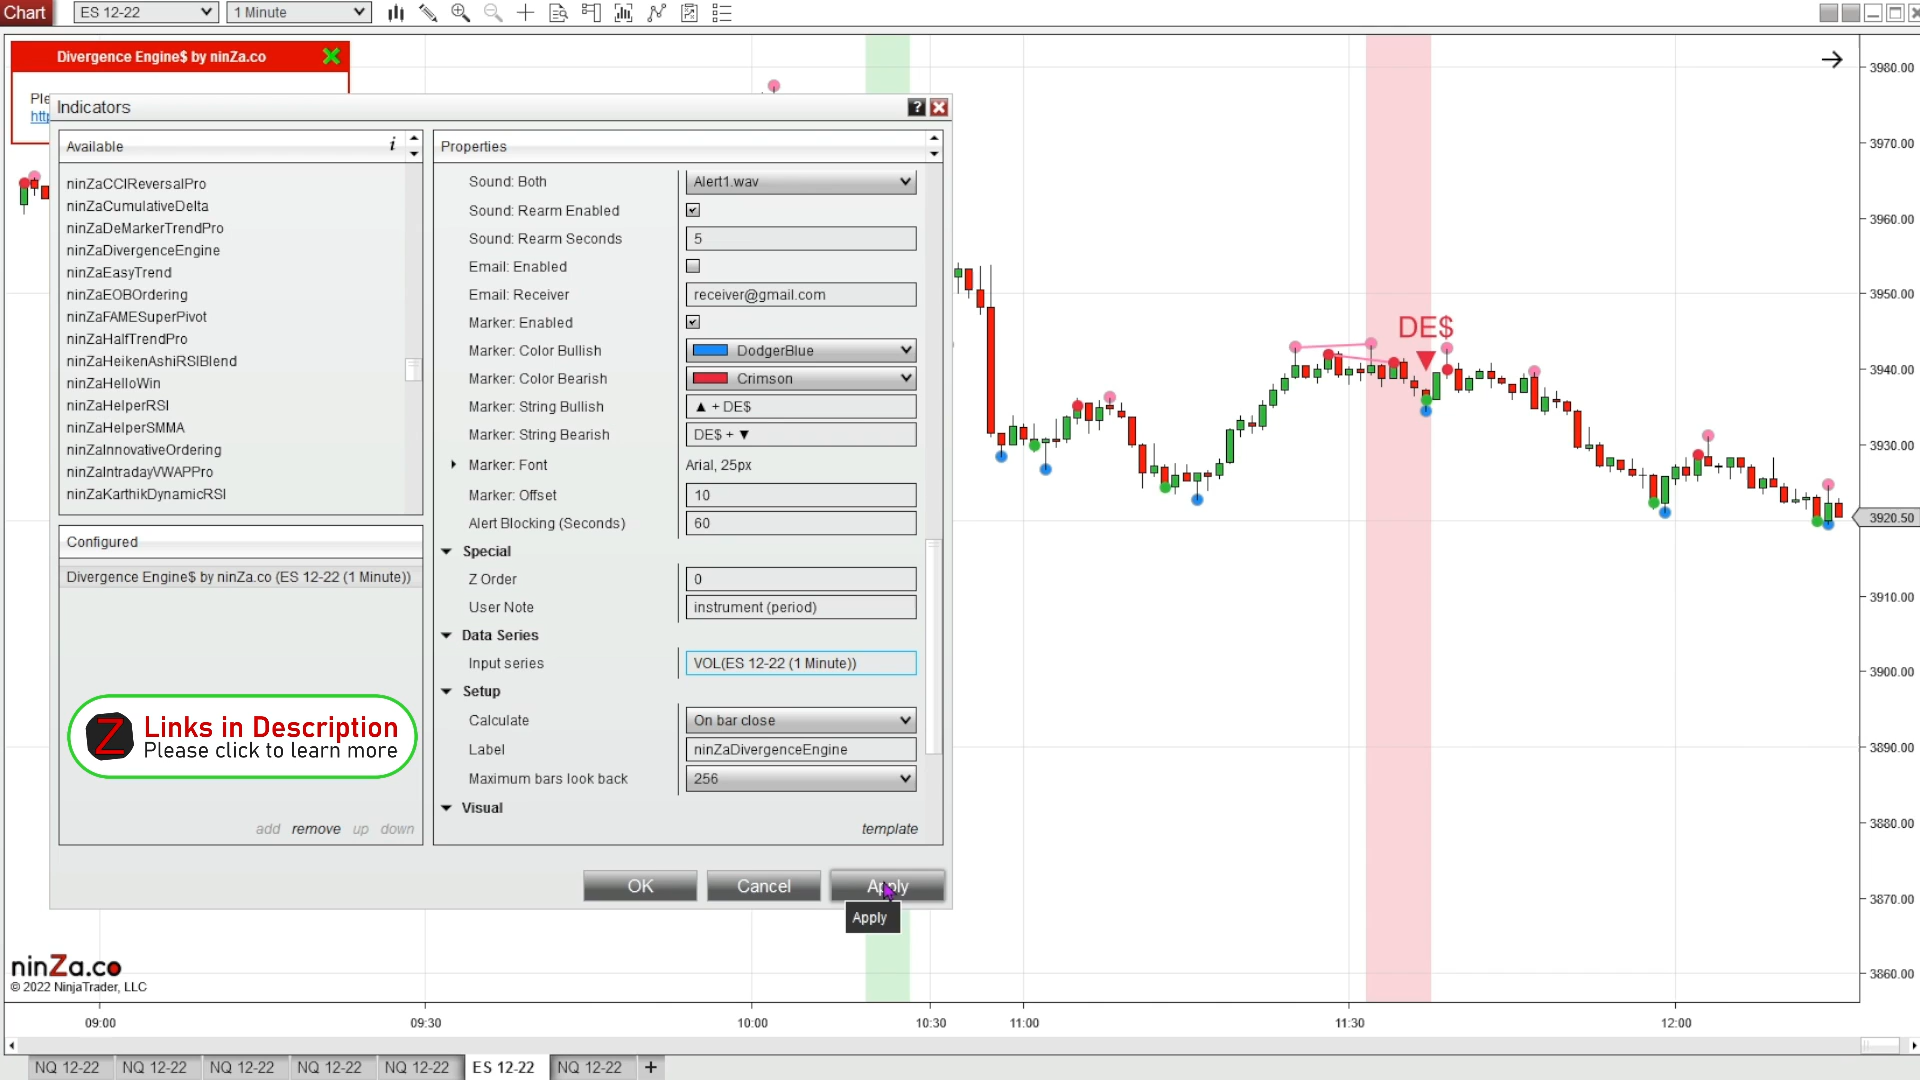 Chart
ES 12-22
1 Minute
Divergence Engine$ by ninZa.co
Ple
http
Indicators
?
Available
i
ninZaCCIReversalPro
ninZaCumulativeDelta
ninZaDeMarkerTrendPro
ninZaDivergenceEngine
ninZaEasyTrend
ninZaEOBOrdering
ninZaFAMESuperPivot
ninZaHalfTrendPro
ninZaHeikenAshiRSIBlend
ninZaHelloWin
ninZaHelperRSI
ninZaHelperSMMA
ninZaInnovativeOrdering
ninZaIntradayVWAPPro
ninZaKarthikDynamicRSI
Configured
Divergence Engine$ by ninZa.co (ES 12-22 (1 Minute))
Z
Links in Description
Please click to learn more
add remove up down
Properties
Sound: Both Alert1.wav
Sound: Rearm Enabled
Sound: Rearm Seconds 5
Email: Enabled
Email: Receiver receiver@gmail.com
Marker: Enabled
Marker: Color Bullish DodgerBlue
Marker: Color Bearish Crimson
Marker: String Bullish ▲ + DE$
Marker: String Bearish DE$ + ▼
Marker: Font Arial, 25px
Marker: Offset 10
Alert Blocking (Seconds) 60
Special
Z Order 0
User Note instrument (period)
Data Series
Input series VOL(ES 12-22 (1 Minute))
Setup
Calculate On bar close
Label ninZaDivergenceEngine
Maximum bars look back 256
Visual
template
OK Cancel Apply
Apply
DE$
3980.00
3970.00
3960.00
3950.00
3940.00
3930.00
3920.50
3910.00
3900.00
3890.00
3880.00
3870.00
3860.00
ninZa.co
© 2022 NinjaTrader, LLC
09:00 09:30 10:00 10:30 11:00 11:30 12:00
NQ 12-22 NQ 12-22 NQ 12-22 NQ 12-22 NQ 12-22 ES 12-22 NQ 12-22 +